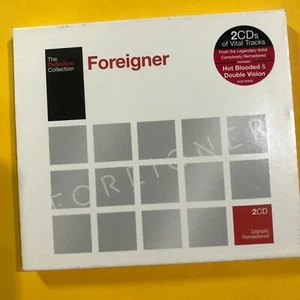 The
Definitive
Collection
Foreigner
2CDs
of Vital Tracks
From the Legendary Artist
Completely Remastered
Includes
Hot Blooded &
Double Vision
FOREIGNER
2CD
Digitally
Remastered